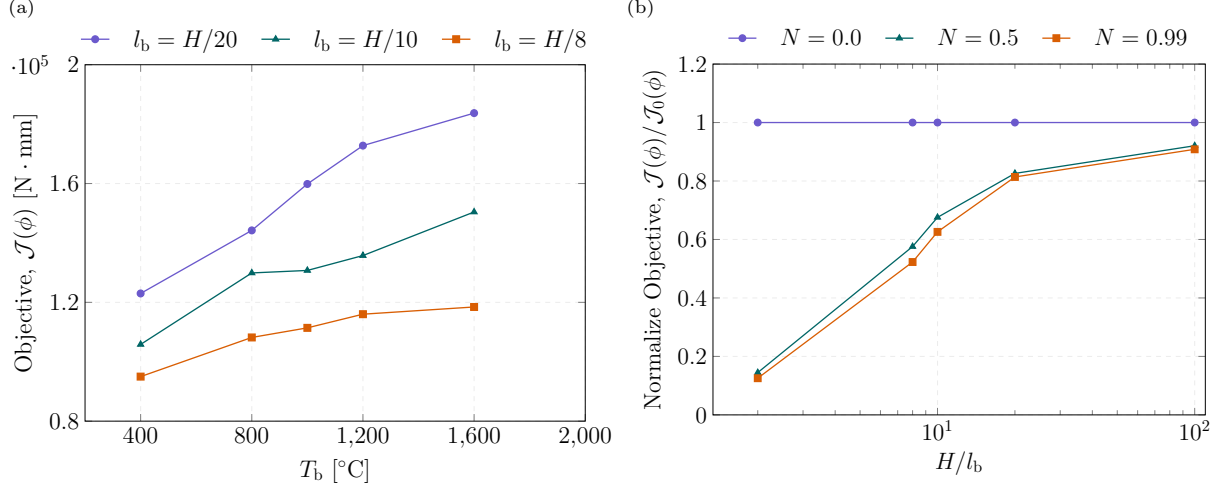 (a)
l_b = H/20 l_b = H/10 l_b = H/8
·10^5
2
1.6
1.2
0.8
Objective, 𝒥(ϕ) [N · mm]
400 800 1,200 1,600 2,000
T_b [°C]
(b)
N = 0.0 N = 0.5 N = 0.99
1.2
1
0.8
0.6
0.4
0.2
0
Normalize Objective, 𝒥(ϕ)/𝒥_0(ϕ)
10^1 10^2
H/l_b